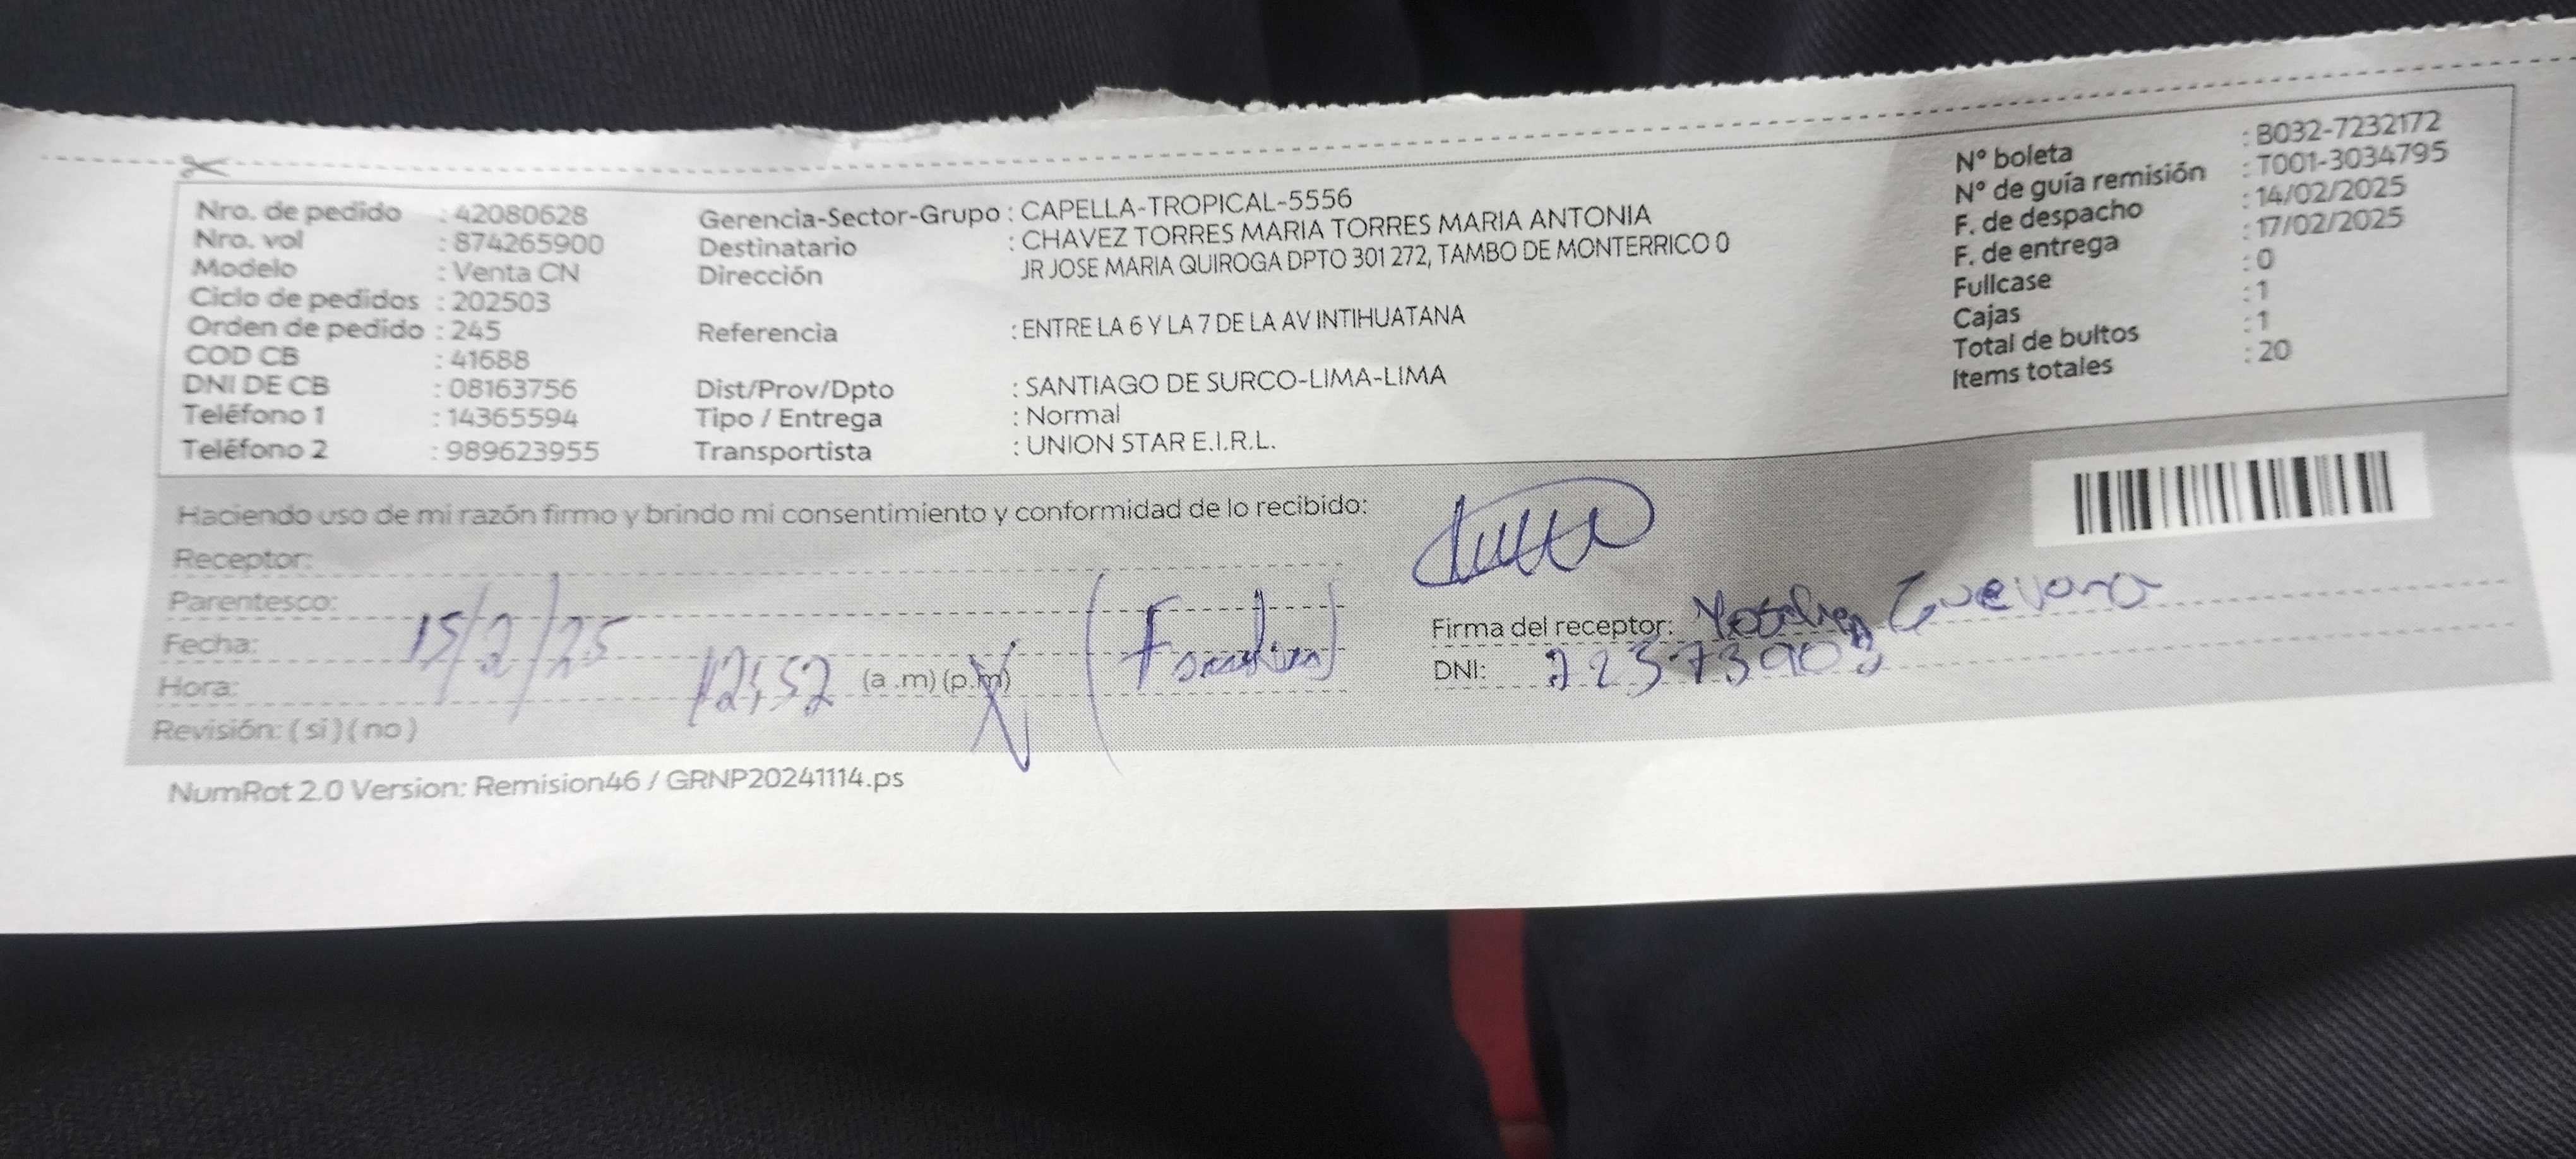 Nro. de pedido : 42080628
Nro. vol : 874265900
Modelo : Venta CN
Ciclo de pedidos : 202503
Orden de pedido : 245
COD CB : 41688
DNI DE CB : 08163756
Teléfono 1 : 14365594
Teléfono 2 : 989623955
Gerencia-Sector-Grupo : CAPELLA-TROPICAL-5556
Destinatario : CHAVEZ TORRES MARIA TORRES MARIA ANTONIA
Dirección JR JOSE MARIA QUIROGA DPTO 301 272, TAMBO DE MONTERRICO 0
Referencia : ENTRE LA 6 Y LA 7 DE LA AV INTIHUATANA
Dist/Prov/Dpto : SANTIAGO DE SURCO-LIMA-LIMA
Tipo / Entrega : Normal
Transportista : UNION STAR E.I.R.L.
N° boleta : B032-7232172
N° de guía remisión : T001-3034795
F. de despacho : 14/02/2025
F. de entrega : 17/02/2025
Fullcase : 0
Cajas : 1
Total de bultos : 1
Items totales : 20
Haciendo uso de mi razón firmo y brindo mi consentimiento y conformidad de lo recibido:
Receptor:
Parentesco:
Fecha: 15/2/25
Hora: 12:52 (a .m) (p.m)
Revisión: ( si ) ( no )
Firma del receptor: Guevara
DNI:
NumRot 2.0 Version: Remision46 / GRNP20241114.ps